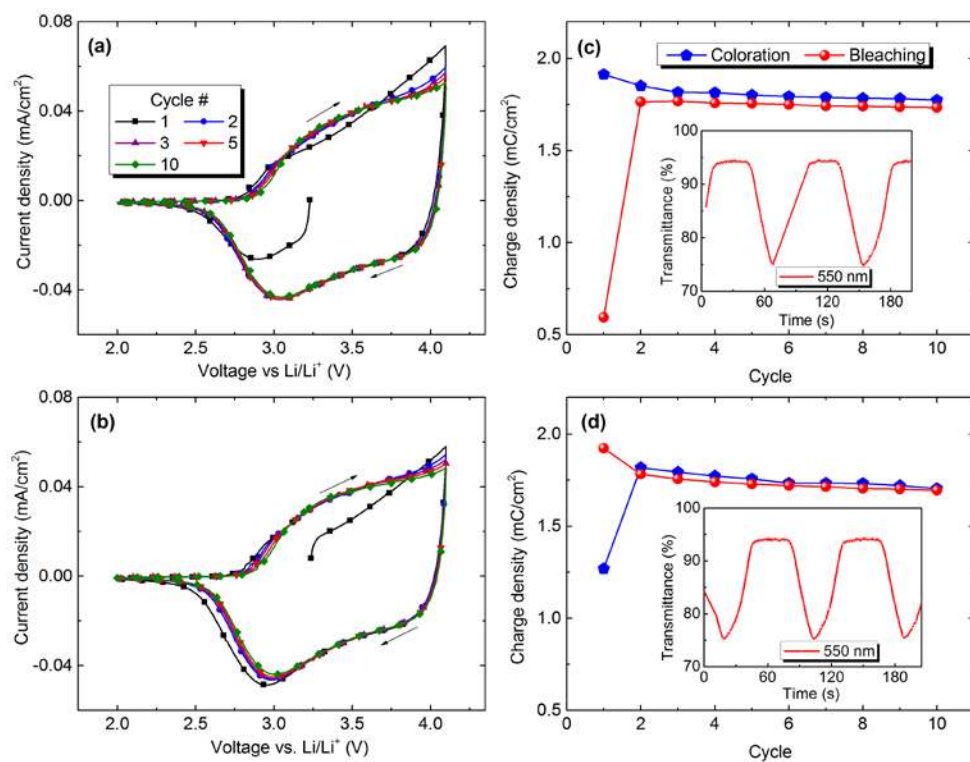 (a)
Cycle #
1 2
3 5
10
0.08
0.04
0.00
-0.04
Current density (mA/cm²)
2.0 2.5 3.0 3.5 4.0
Voltage vs Li/Li⁺ (V)
(c)
Coloration Bleaching
2.0
1.5
1.0
0.5
Charge density (mC/cm²)
100
90
80
70
Transmittance (%)
550 nm
0 60 120 180
Time (s)
0 2 4 6 8 10
Cycle
(b)
0.08
0.04
0.00
-0.04
Current density (mA/cm²)
2.0 2.5 3.0 3.5 4.0
Voltage vs. Li/Li⁺ (V)
(d)
2.0
1.5
1.0
0.5
Charge density (mC/cm²)
100
90
80
70
Transmittance (%)
550 nm
0 60 120 180
Time (s)
0 2 4 6 8 10
Cycle